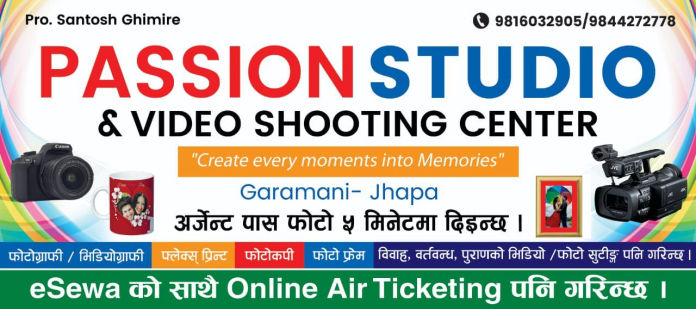 Pro. Santosh Ghimire 9816032905/9844272778
PASSION STUDIO
& VIDEO SHOOTING CENTER
"Create every moments into Memories"
Garamani- Jhapa
अर्जेन्ट पास फोटो ५ मिनेटमा दिइन्छ ।
फोटोग्राफी / भिडियोग्राफी फ्लेक्स प्रिन्ट फोटोकपी फोटो फ्रेम विवाह, वर्तवन्ध, पुराणको भिडियो /फोटो सुटीङ्ग पनि गरिन्छ ।
eSewa को साथै Online Air Ticketing पनि गरिन्छ ।